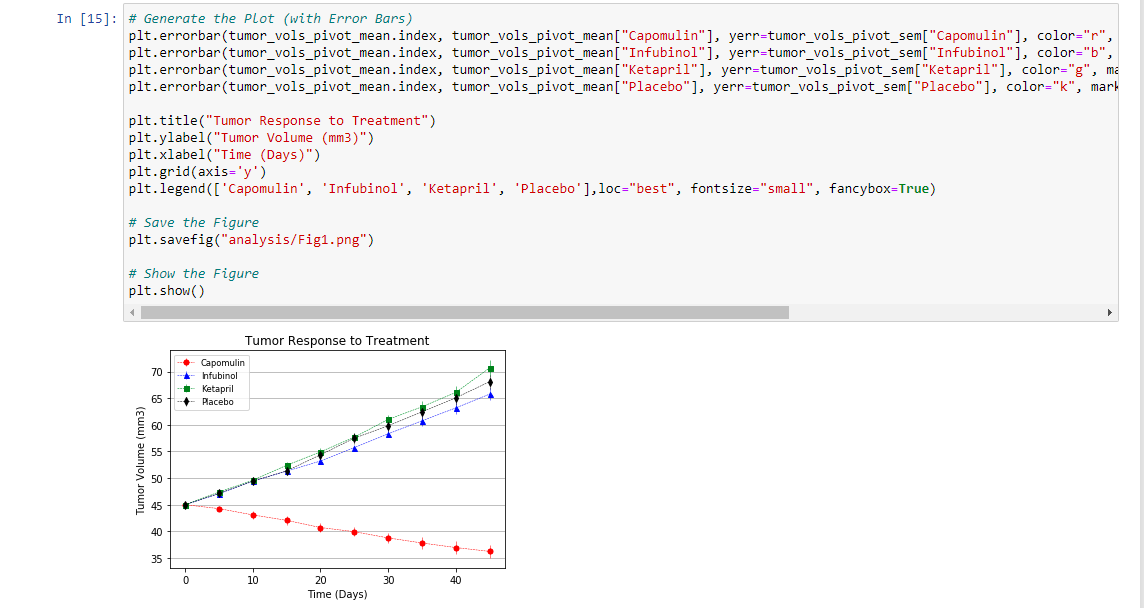 In [15]:
# Generate the Plot (with Error Bars)
plt.errorbar(tumor_vols_pivot_mean.index, tumor_vols_pivot_mean["Capomulin"], yerr=tumor_vols_pivot_sem["Capomulin"], color="r",
plt.errorbar(tumor_vols_pivot_mean.index, tumor_vols_pivot_mean["Infubinol"], yerr=tumor_vols_pivot_sem["Infubinol"], color="b",
plt.errorbar(tumor_vols_pivot_mean.index, tumor_vols_pivot_mean["Ketapril"], yerr=tumor_vols_pivot_sem["Ketapril"], color="g", ma
plt.errorbar(tumor_vols_pivot_mean.index, tumor_vols_pivot_mean["Placebo"], yerr=tumor_vols_pivot_sem["Placebo"], color="k", mark
plt.title("Tumor Response to Treatment")
plt.ylabel("Tumor Volume (mm3)")
plt.xlabel("Time (Days)")
plt.grid(axis='y')
plt.legend(['Capomulin', 'Infubinol', 'Ketapril', 'Placebo'],loc="best", fontsize="small", fancybox=True)
# Save the Figure
plt.savefig("analysis/Fig1.png")
# Show the Figure
plt.show()
Tumor Response to Treatment
Capomulin
Infubinol
Ketapril
Placebo
Tumor Volume (mm3)
70
65
60
55
50
45
40
35
0 10 20 30 40
Time (Days)